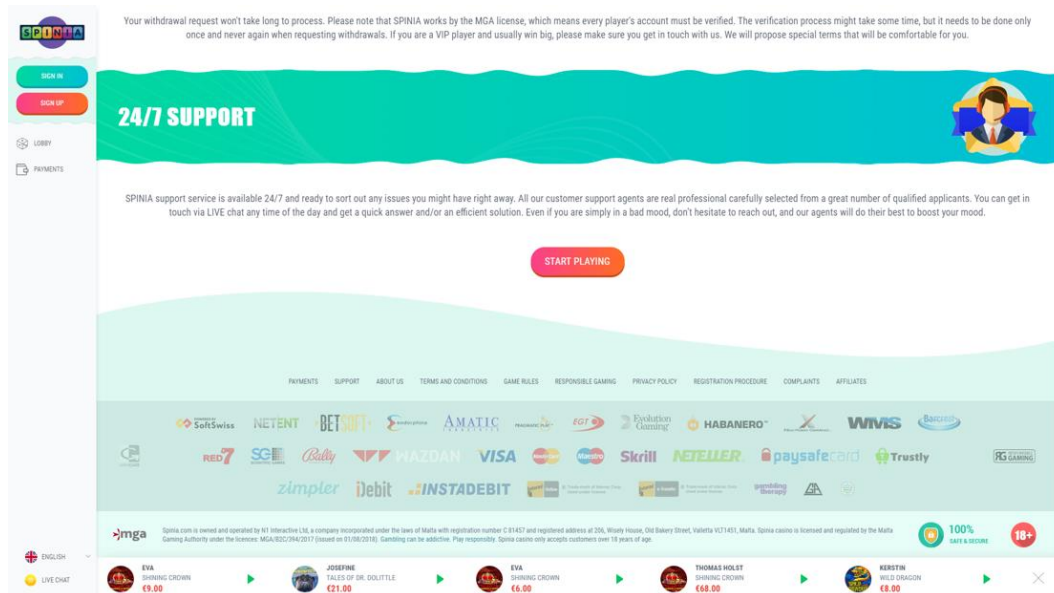 Your withdrawal request won't take long to process. Please note that SPINIA works by the MGA license, which means every player's account must be verified. The verification process might take some time, but it needs to be done only
once and never again when requesting withdrawals. If you are a VIP player and usually win big, please make sure you get in touch with us. We will propose special terms that will be comfortable for you.
SPINIA
SIGN IN
SIGN UP
LOBBY
PAYMENTS
24/7 SUPPORT
SPINIA support service is available 24/7 and ready to sort out any issues you might have right away. All our customer support agents are real professional carefully selected from a great number of qualified applicants. You can get in
touch via LIVE chat any time of the day and get a quick answer and/or an efficient solution. Even if you are simply in a bad mood, don't hesitate to reach out, and our agents will do their best to boost your mood.
START PLAYING
PAYMENTS SUPPORT ABOUT US TERMS AND CONDITIONS GAME RULES RESPONSIBLE GAMING PRIVACY POLICY REGISTRATION PROCEDURE COMPLAINTS AFFILIATES
SoftSwiss NETENT BETSOFT Endorphina AMATIC PRAGMATIC PLAY EGT Evolution Gaming HABANERO WMS Barcrest
RED7 SG Bally WAZDAN VISA MasterCard Maestro Skrill NETELLER paysafecard Trustly RG GAMING
zimpler iDebit INSTADEBIT gambling therapy GA
mga
Spinia.com is owned and operated by N1 Interactive Ltd, a company incorporated under the laws of Malta with registration number C 81457 and registered address at 206, Wisely House, Old Bakery Street, Valletta VLT1451, Malta. Spinia casino is licensed and regulated by the Malta
Gaming Authority under the licences: MGA/B2C/394/2017 (issued on 01/08/2018). Gambling can be addictive. Play responsibly. Spinia casino only accepts customers over 18 years of age.
100%
SAFE & SECURE
18+
ENGLISH
LIVE CHAT
EVA
SHINING CROWN
€9.00
JOSEFINE
TALES OF DR. DOLITTLE
€21.00
EVA
SHINING CROWN
€6.00
THOMAS HOLST
SHINING CROWN
€68.00
KERSTIN
WILD DRAGON
€8.00